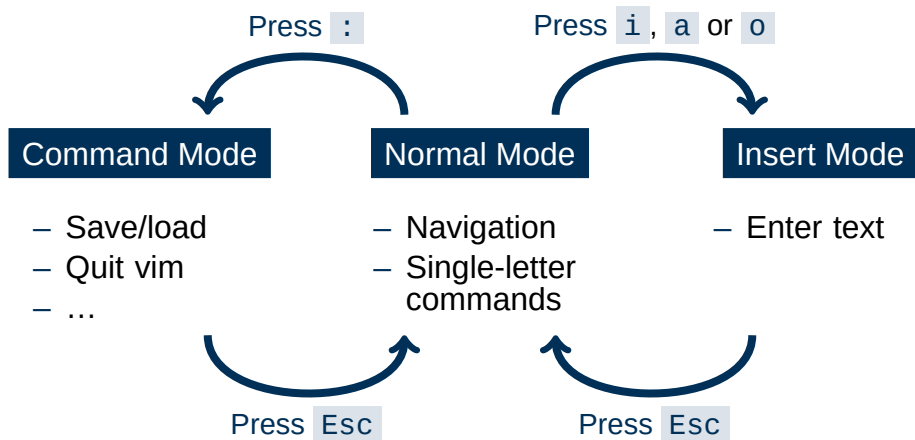 Press :
Press i, a or o
Command Mode
Normal Mode
Insert Mode
– Save/load
– Quit vim
– …
– Navigation
– Single-letter
commands
– Enter text
Press Esc
Press Esc